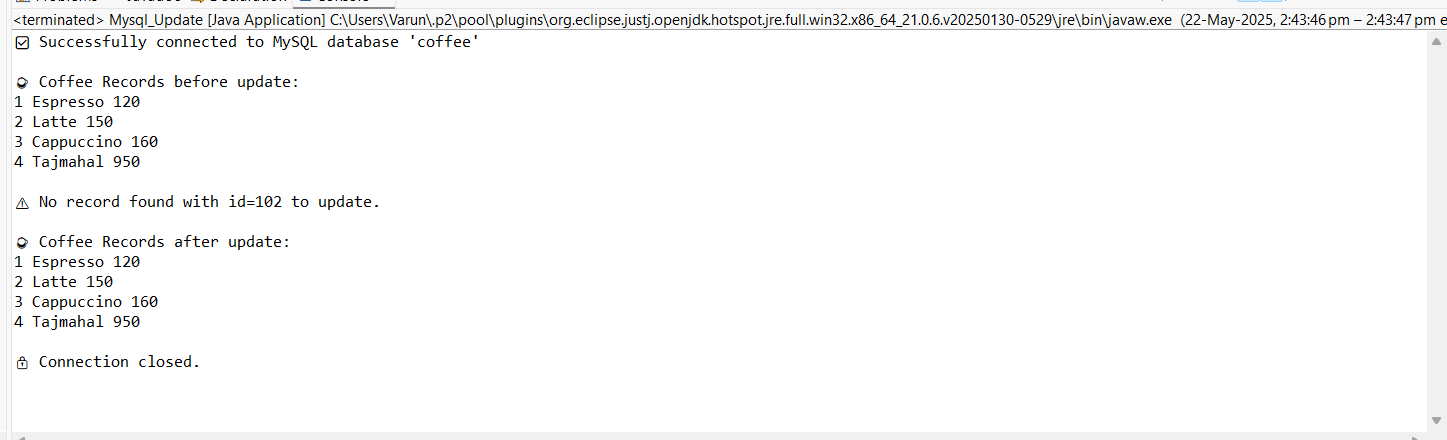 <terminated> Mysql_Update [Java Application] C:\Users\Varun\.p2\pool\plugins\org.eclipse.justj.openjdk.hotspot.jre.full.win32.x86_64_21.0.6.v20250130-0529\jre\bin\javaw.exe (22-May-2025, 2:43:46 pm – 2:43:47 pm e
Successfully connected to MySQL database 'coffee'
Coffee Records before update:
1 Espresso 120
2 Latte 150
3 Cappuccino 160
4 Tajmahal 950
No record found with id=102 to update.
Coffee Records after update:
1 Espresso 120
2 Latte 150
3 Cappuccino 160
4 Tajmahal 950
Connection closed.